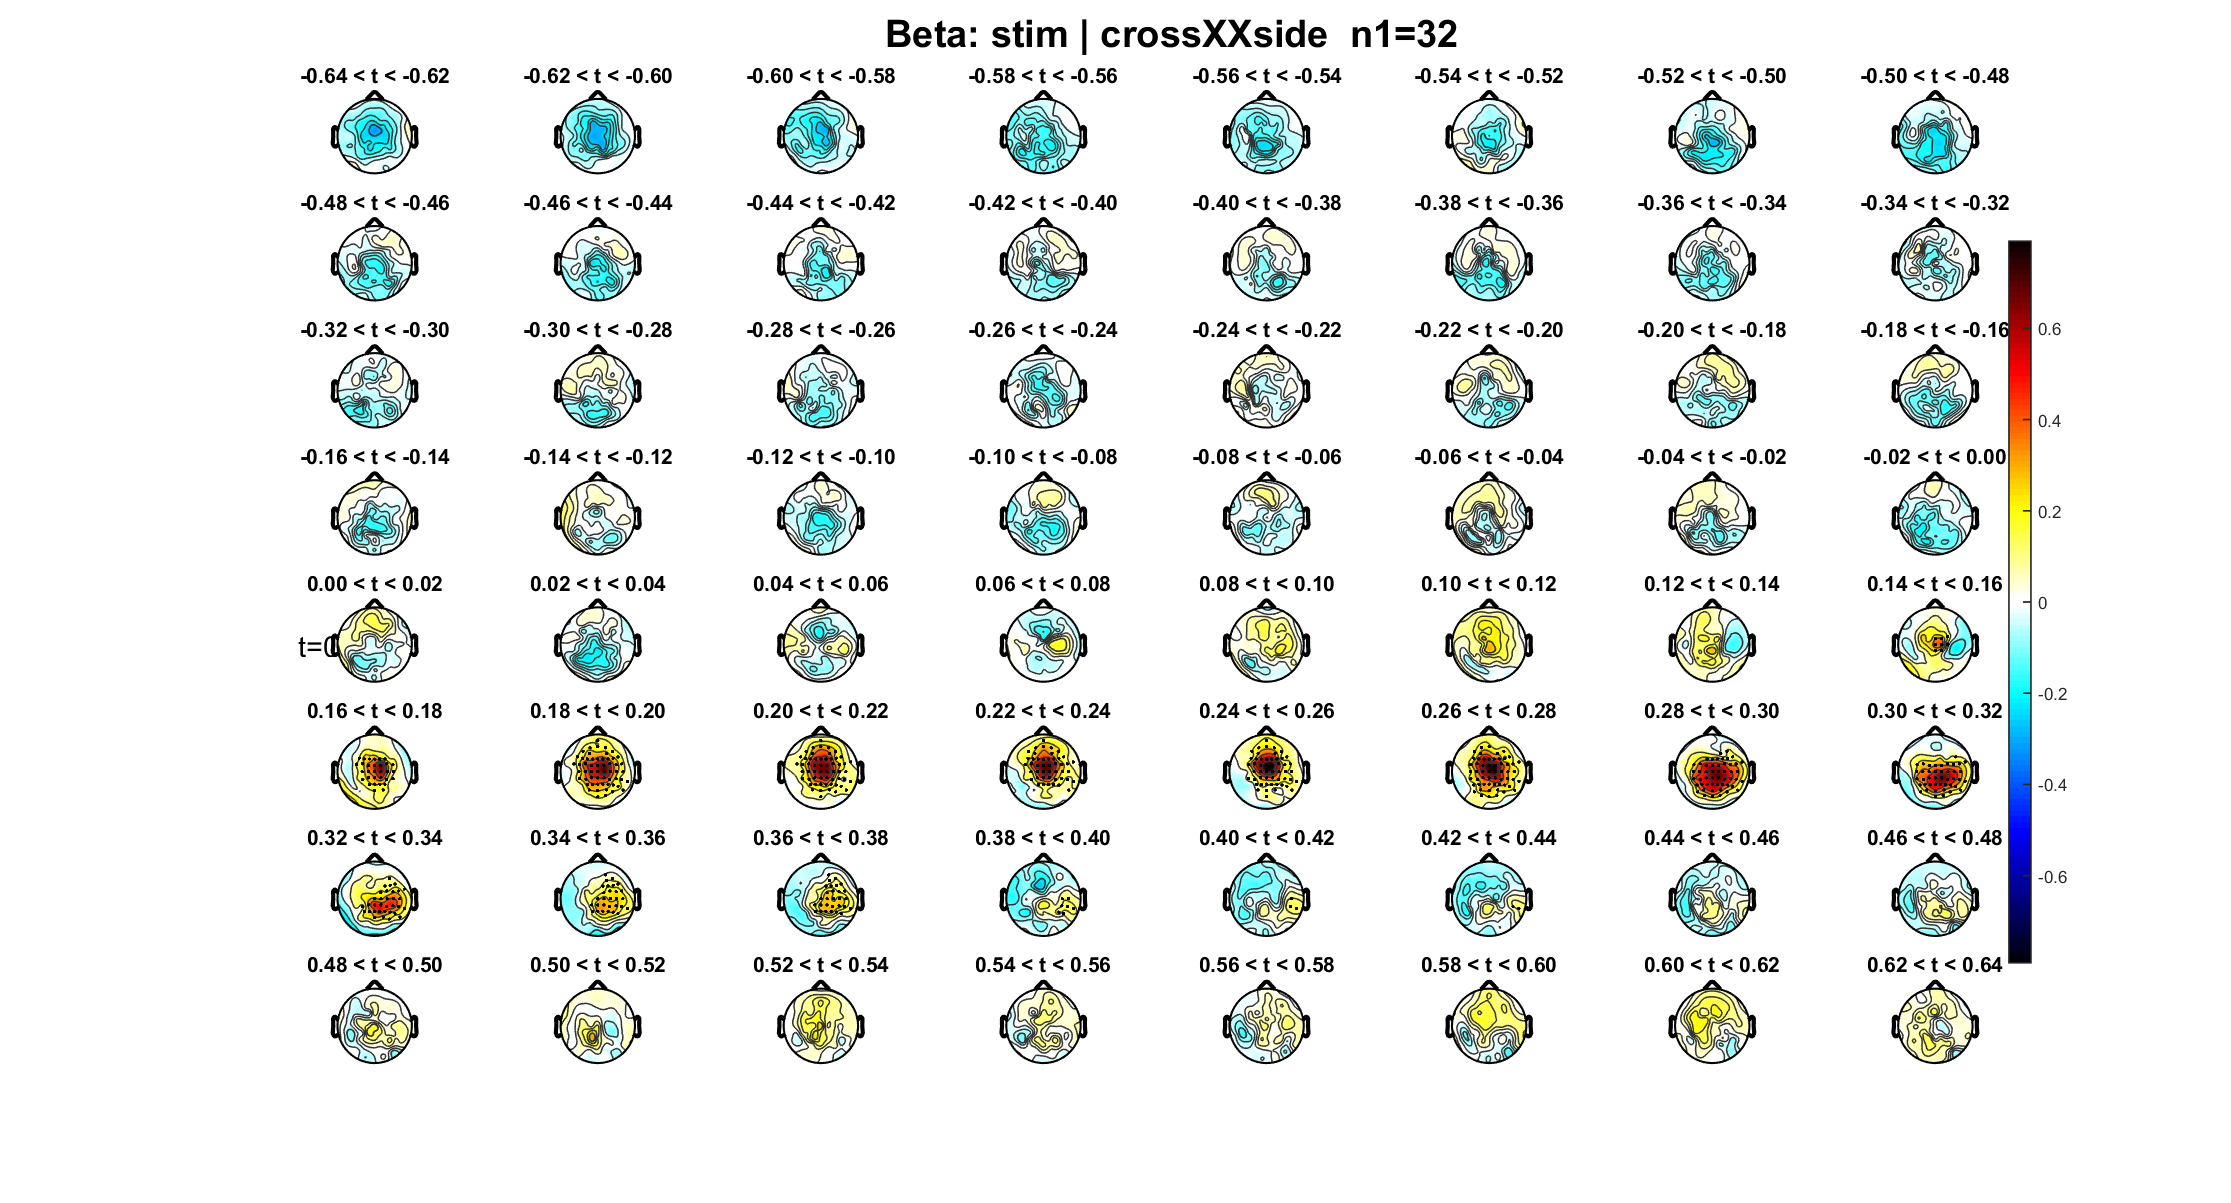 Beta: stim | crossXXside  n1=32
-0.64 < t < -0.62
-0.62 < t < -0.60
-0.60 < t < -0.58
-0.58 < t < -0.56
-0.56 < t < -0.54
-0.54 < t < -0.52
-0.52 < t < -0.50
-0.50 < t < -0.48
-0.48 < t < -0.46
-0.46 < t < -0.44
-0.44 < t < -0.42
-0.42 < t < -0.40
-0.40 < t < -0.38
-0.38 < t < -0.36
-0.36 < t < -0.34
-0.34 < t < -0.32
-0.32 < t < -0.30
-0.30 < t < -0.28
-0.28 < t < -0.26
-0.26 < t < -0.24
-0.24 < t < -0.22
-0.22 < t < -0.20
-0.20 < t < -0.18
-0.18 < t < -0.16
-0.16 < t < -0.14
-0.14 < t < -0.12
-0.12 < t < -0.10
-0.10 < t < -0.08
-0.08 < t < -0.06
-0.06 < t < -0.04
-0.04 < t < -0.02
-0.02 < t < 0.00
0.00 < t < 0.02
0.02 < t < 0.04
0.04 < t < 0.06
0.06 < t < 0.08
0.08 < t < 0.10
0.10 < t < 0.12
0.12 < t < 0.14
0.14 < t < 0.16
t=0
0.16 < t < 0.18
0.18 < t < 0.20
0.20 < t < 0.22
0.22 < t < 0.24
0.24 < t < 0.26
0.26 < t < 0.28
0.28 < t < 0.30
0.30 < t < 0.32
0.32 < t < 0.34
0.34 < t < 0.36
0.36 < t < 0.38
0.38 < t < 0.40
0.40 < t < 0.42
0.42 < t < 0.44
0.44 < t < 0.46
0.46 < t < 0.48
0.48 < t < 0.50
0.50 < t < 0.52
0.52 < t < 0.54
0.54 < t < 0.56
0.56 < t < 0.58
0.58 < t < 0.60
0.60 < t < 0.62
0.62 < t < 0.64
0.6
0.4
0.2
0
-0.2
-0.4
-0.6